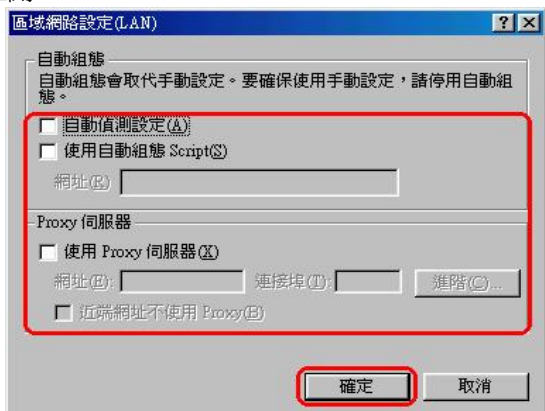 區域網路設定(LAN)
自動組態
自動組態會取代手動設定。要確保使用手動設定，請停用自動組
態。
自動偵測設定(A)
使用自動組態 Script(S)
網址(R)
Proxy 伺服器
使用 Proxy 伺服器(X)
網址(E): 連接埠(T): 進階(C)...
近端網址不使用 Proxy(B)
確定 取消